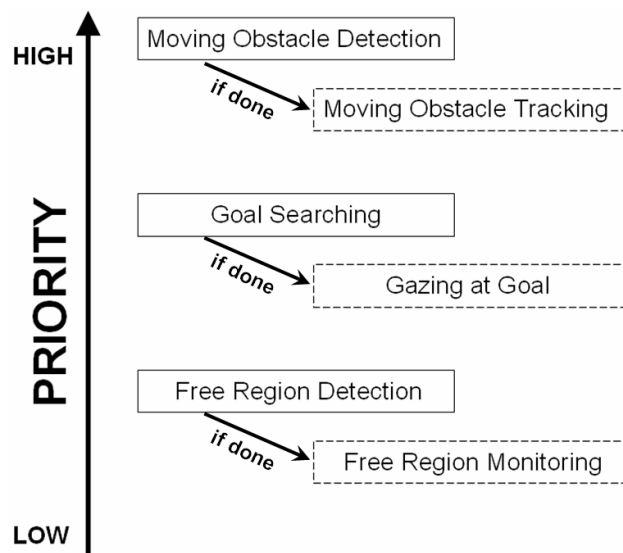 HIGH
Moving Obstacle Detection
if done
Moving Obstacle Tracking
PRIORITY
Goal Searching
if done
Gazing at Goal
Free Region Detection
if done
Free Region Monitoring
LOW